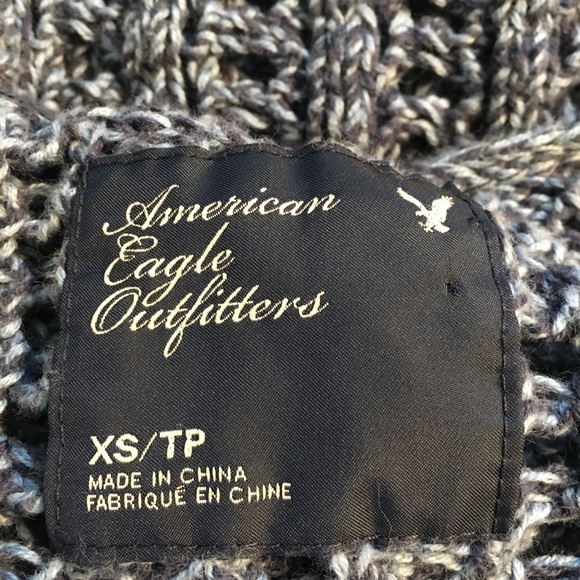 American
Eagle
Outfitters
XS/TP
MADE IN CHINA
FABRIQUÉ EN CHINE